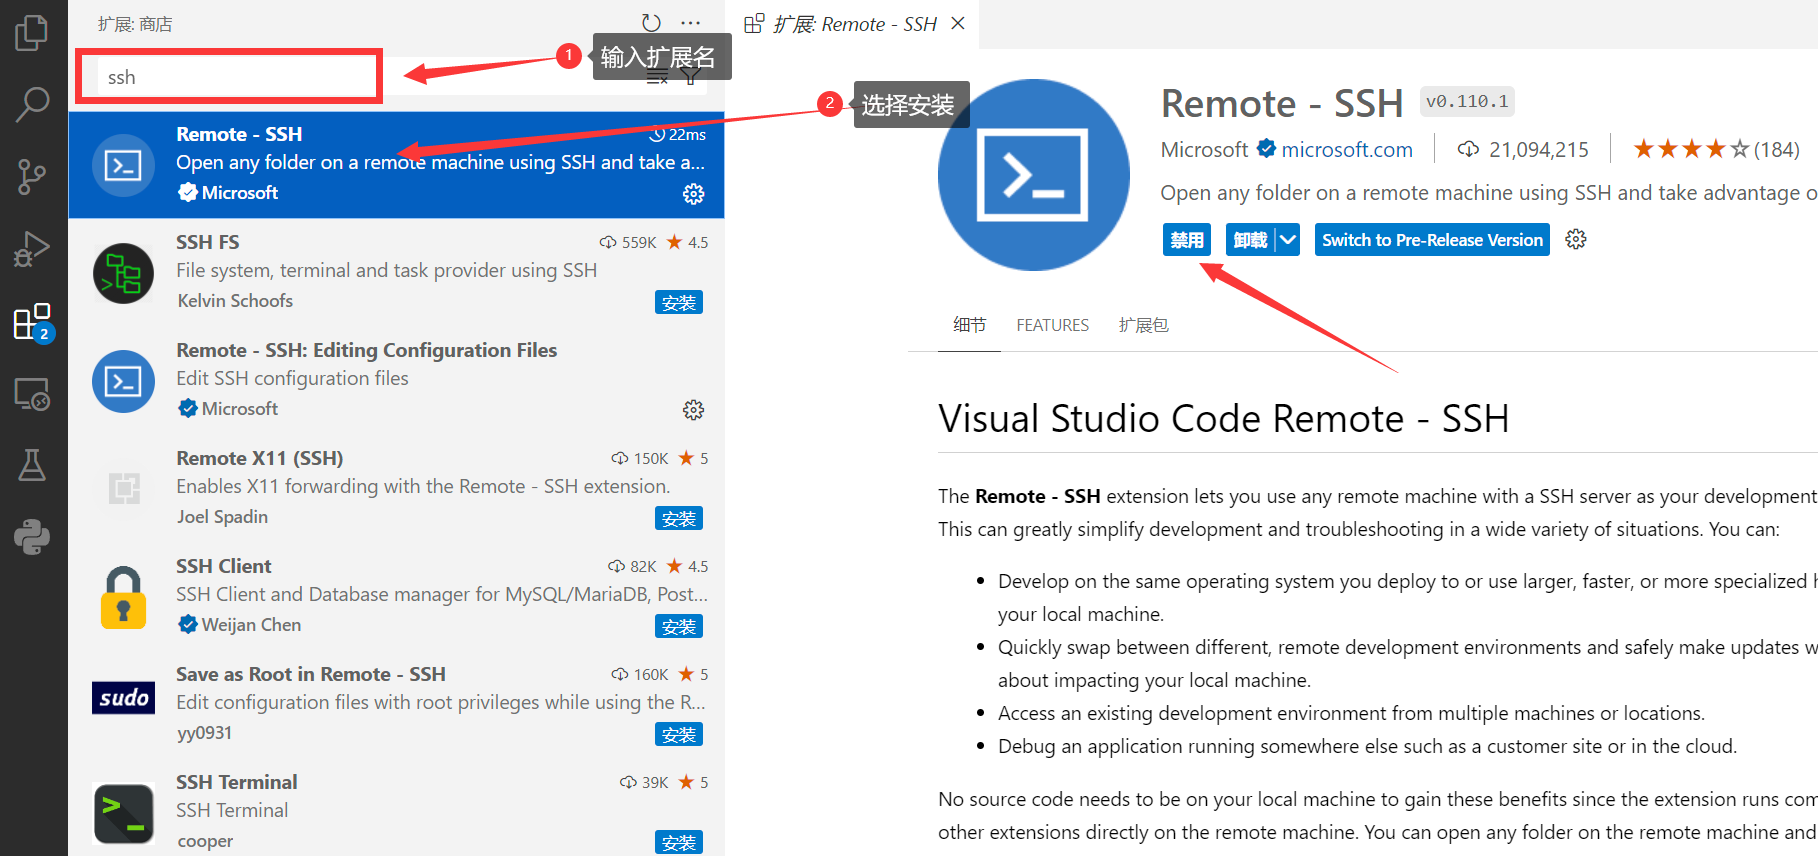 扩展: 商店
1 输入扩展名
ssh
2 选择安装
Remote - SSH
22ms
Open any folder on a remote machine using SSH and take a...
Microsoft
SSH FS
559K 4.5
File system, terminal and task provider using SSH
Kelvin Schoofs
安装
Remote - SSH: Editing Configuration Files
Edit SSH configuration files
Microsoft
Remote X11 (SSH)
150K 5
Enables X11 forwarding with the Remote - SSH extension.
Joel Spadin
安装
SSH Client
82K 4.5
SSH Client and Database manager for MySQL/MariaDB, Post...
Weijan Chen
安装
sudo
Save as Root in Remote - SSH
160K 5
Edit configuration files with root privileges while using the R...
yy0931
安装
SSH Terminal
39K 5
SSH Terminal
cooper
安装
2
扩展: Remote - SSH
Remote - SSH v0.110.1
Microsoft microsoft.com 21,094,215 (184)
Open any folder on a remote machine using SSH and take advantage o
禁用 卸载 Switch to Pre-Release Version
细节 FEATURES 扩展包
Visual Studio Code Remote - SSH
The Remote - SSH extension lets you use any remote machine with a SSH server as your development
This can greatly simplify development and troubleshooting in a wide variety of situations. You can:
Develop on the same operating system you deploy to or use larger, faster, or more specialized h
your local machine.
Quickly swap between different, remote development environments and safely make updates w
about impacting your local machine.
Access an existing development environment from multiple machines or locations.
Debug an application running somewhere else such as a customer site or in the cloud.
No source code needs to be on your local machine to gain these benefits since the extension runs com
other extensions directly on the remote machine. You can open any folder on the remote machine and